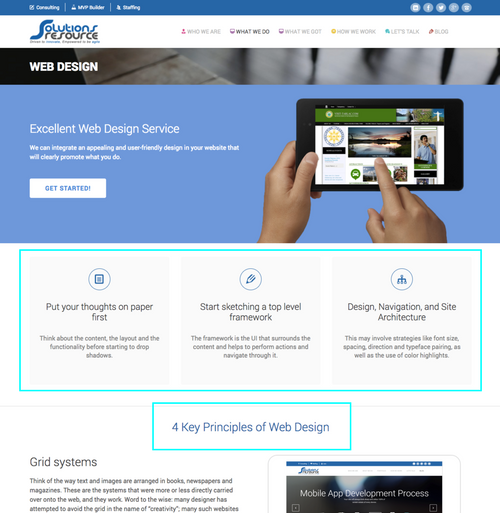 Consulting MVP Builder Staffing
Solutions
resource
WHO WE ARE WHAT WE DO WHAT WE GOT HOW WE WORK LET'S TALK BLOG
WEB DESIGN
Excellent Web Design Service
We can integrate an appealing and user-friendly design in your website that
will clearly promote what you do.
GET STARTED!
Put your thoughts on paper
first
Think about the content, the layout and the
functionality before starting to drop
shadows.
Start sketching a top level
framework
The framework is the UI that surrounds the
content and helps to perform actions and
navigate through it.
Design, Navigation, and Site
Architecture
This may involve strategies like font size,
spacing, direction and typeface pairing, as
well as the use of color highlights.
4 Key Principles of Web Design
Grid systems
Think of the way text and images are arranged in books, newspapers and
magazines. These are the systems that were more or less directly carried
over onto the web, and they work. Word to the wise: many designer has
attempted to avoid the grid in the name of "creativity"; many such websites
Mobile App Development Process